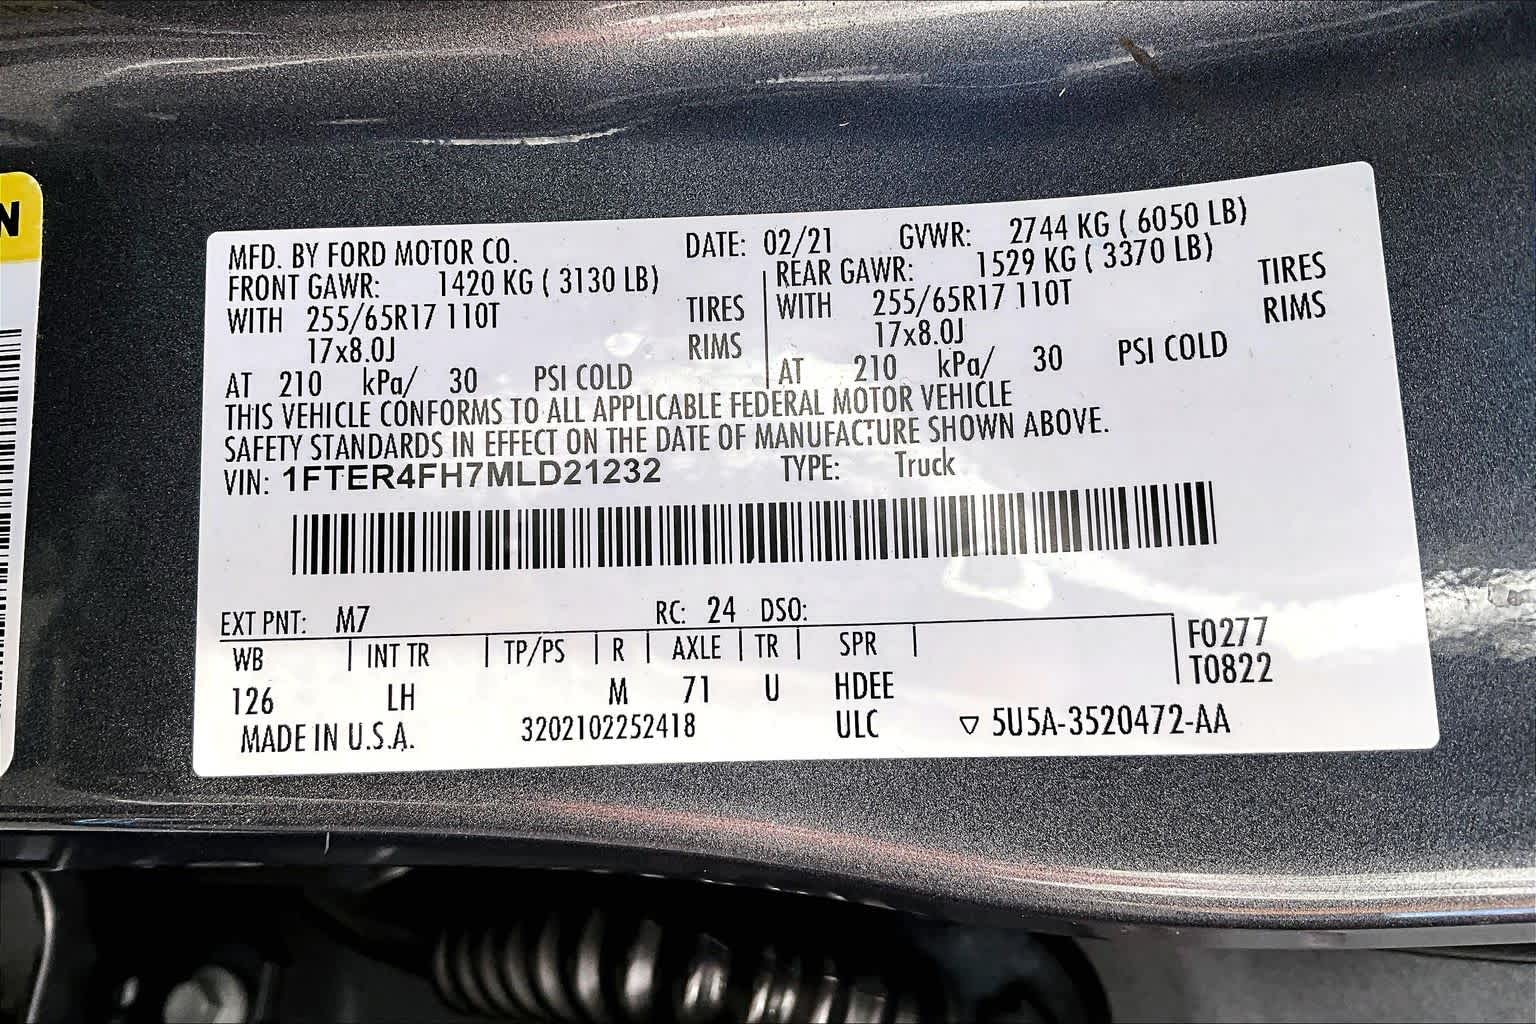 N
MFD. BY FORD MOTOR CO. DATE: 02/21 GVWR: 2744 KG ( 6050 LB)
FRONT GAWR: 1420 KG ( 3130 LB) REAR GAWR: 1529 KG ( 3370 LB)
WITH 255/65R17 110T TIRES WITH 255/65R17 110T TIRES
17x8.0J RIMS 17x8.0J RIMS
AT 210 kPa/ 30 PSI COLD AT 210 kPa/ 30 PSI COLD
THIS VEHICLE CONFORMS TO ALL APPLICABLE FEDERAL MOTOR VEHICLE
SAFETY STANDARDS IN EFFECT ON THE DATE OF MANUFACTURE SHOWN ABOVE.
VIN: 1FTER4FH7MLD21232 TYPE: Truck
EXT PNT: M7 RC: 24 DSO:
WB INT TR TP/PS R AXLE TR SPR F0277
T0822
126 LH M 71 U HDEE
MADE IN U.S.A. 3202102252418 ULC ▽ 5U5A-3520472-AA